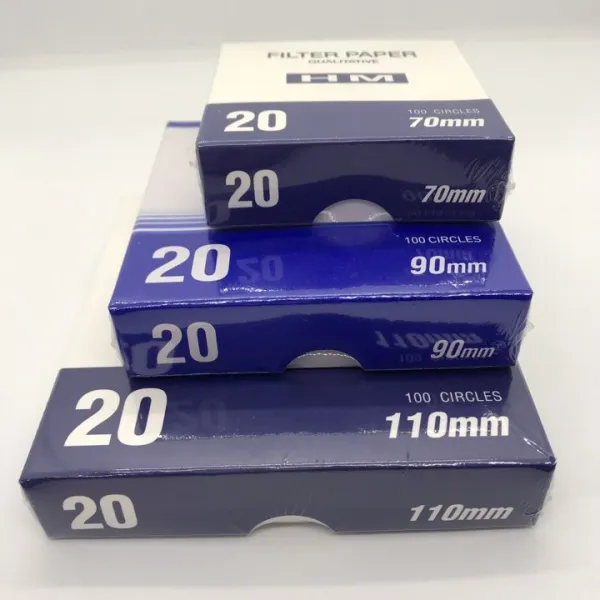 FILTER PAPER
QUALITATIVE
HM
100 CIRCLES
20 70mm
20 70mm
100 CIRCLES
20 90mm
20 90mm
100 CIRCLES
20 110mm
20 110mm